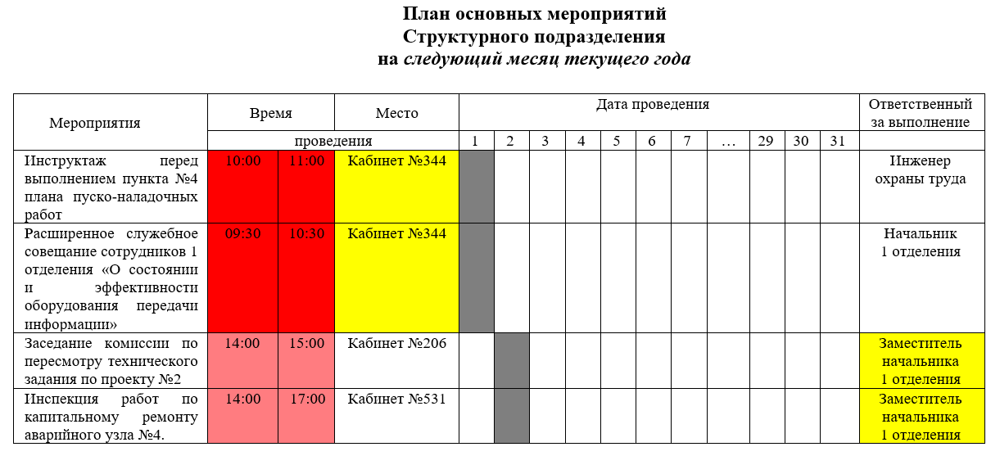 План основных мероприятий
Структурного подразделения
на следующий месяц текущего года
Мероприятия
Время
Место
Дата проведения
Ответственный
за выполнение
проведения
1 2 3 4 5 6 7 … 29 30 31
Инструктаж перед
выполнением пункта №4
плана пуско-наладочных
работ
10:00
11:00
Кабинет №344
Инженер
охраны труда
Расширенное служебное
совещание сотрудников 1
отделения «О состоянии
и эффективности
оборудования передачи
информации»
09:30
10:30
Кабинет №344
Начальник
1 отделения
Заседание комиссии по
пересмотру технического
задания по проекту №2
14:00
15:00
Кабинет №206
Заместитель
начальника
1 отделения
Инспекция работ по
капитальному ремонту
аварийного узла №4.
14:00
17:00
Кабинет №531
Заместитель
начальника
1 отделения